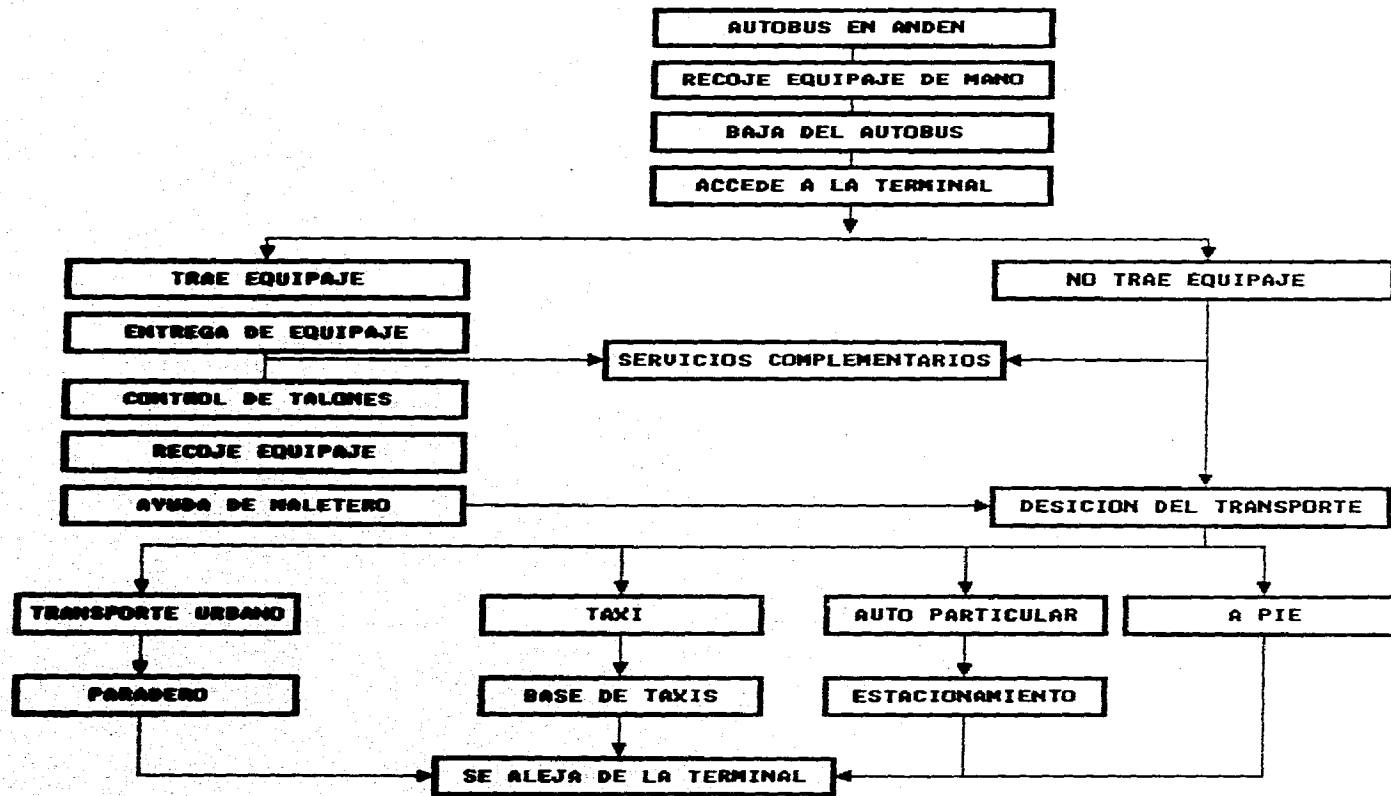 AUTOBUS EN ANDEN
RECOJE EQUIPAJE DE MANO
BAJA DEL AUTOBUS
ACCEDE A LA TERMINAL
TRAE EQUIPAJE
NO TRAE EQUIPAJE
ENTREGA DE EQUIPAJE
SERVICIOS COMPLEMENTARIOS
CONTROL DE TALONES
RECOJE EQUIPAJE
AYUDA DE MALETERO
DESICION DEL TRANSPORTE
TRANSPORTE URBANO
TAXI
AUTO PARTICULAR
A PIE
PARADERO
BASE DE TAXIS
ESTACIONAMIENTO
SE ALEJA DE LA TERMINAL